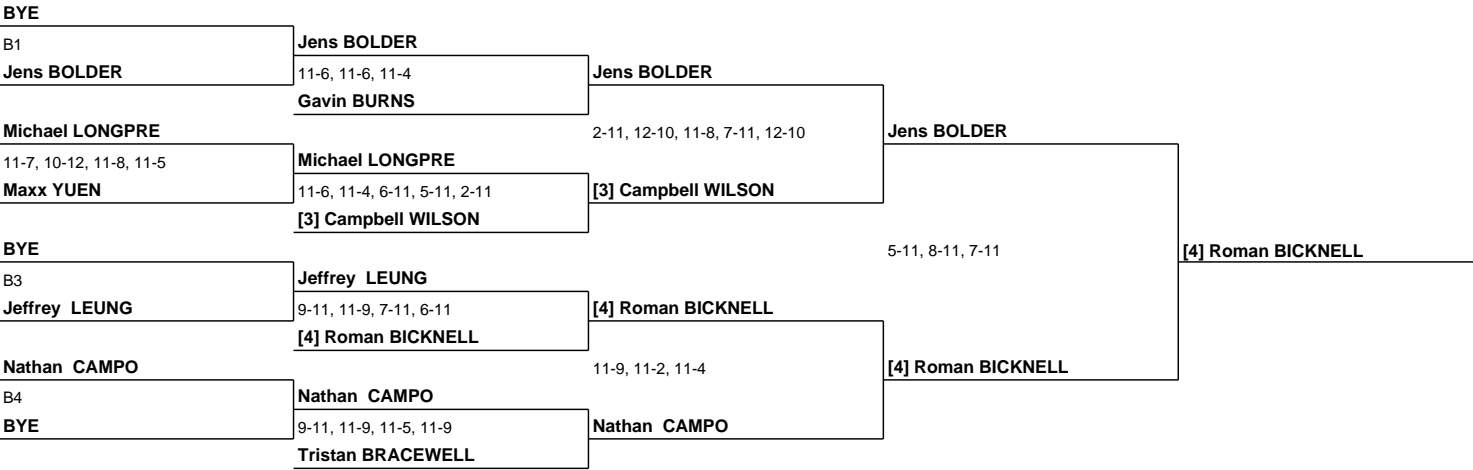 BYE
B1
Jens BOLDER
Jens BOLDER
11-6, 11-6, 11-4
Gavin BURNS
Jens BOLDER
Michael LONGPRE
11-7, 10-12, 11-8, 11-5
Maxx YUEN
Michael LONGPRE
11-6, 11-4, 6-11, 5-11, 2-11
[3] Campbell WILSON
2-11, 12-10, 11-8, 7-11, 12-10
[3] Campbell WILSON
Jens BOLDER
BYE
B3
Jeffrey LEUNG
Jeffrey LEUNG
9-11, 11-9, 7-11, 6-11
[4] Roman BICKNELL
[4] Roman BICKNELL
Nathan CAMPO
B4
BYE
Nathan CAMPO
9-11, 11-9, 11-5, 11-9
Tristan BRACEWELL
11-9, 11-2, 11-4
Nathan CAMPO
[4] Roman BICKNELL
5-11, 8-11, 7-11
[4] Roman BICKNELL